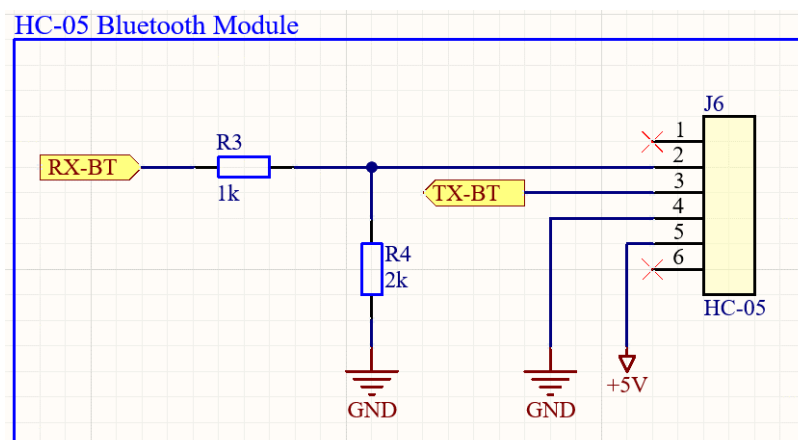 HC-05 Bluetooth Module
J6
R3
RX-BT
1k
1
2
TX-BT
3
4
5
6
R4
2k
HC-05
+5V
GND
GND